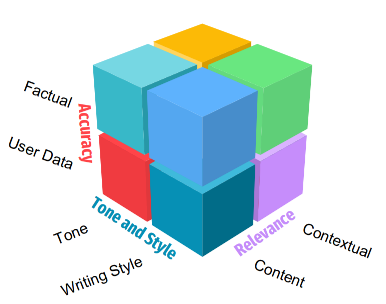 Factual
Accuracy
User Data
Tone
Tone and Style
Writing Style
Relevance
Contextual
Content